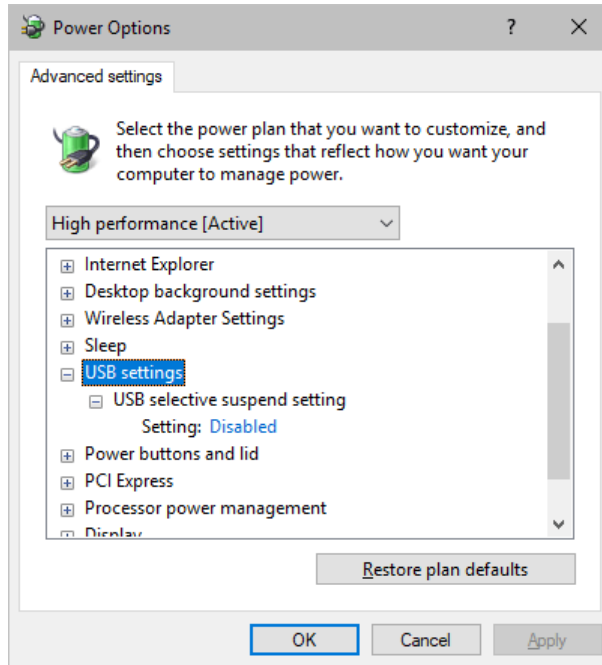 Power Options
?
Advanced settings
Select the power plan that you want to customize, and
then choose settings that reflect how you want your
computer to manage power.
High performance [Active]
Internet Explorer
Desktop background settings
Wireless Adapter Settings
Sleep
USB settings
USB selective suspend setting
Setting: Disabled
Power buttons and lid
PCI Express
Processor power management
Display
Restore plan defaults
OK Cancel Apply